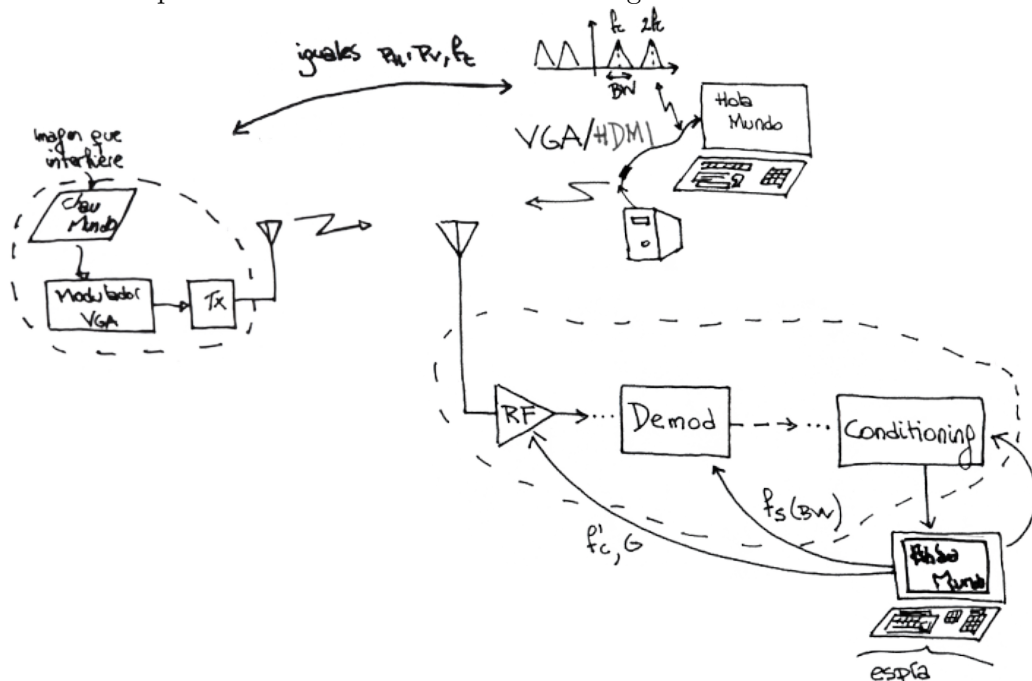 iguales PH, PV, ft
fc 2fc
BW
VGA/HDMI
Hola
Mundo
Imagen que
interfiere
Chau
Mundo
Modulador
VGA
Tx
RF
Demod
Conditioning
fs(BW)
f'c, G
Mundo
espía